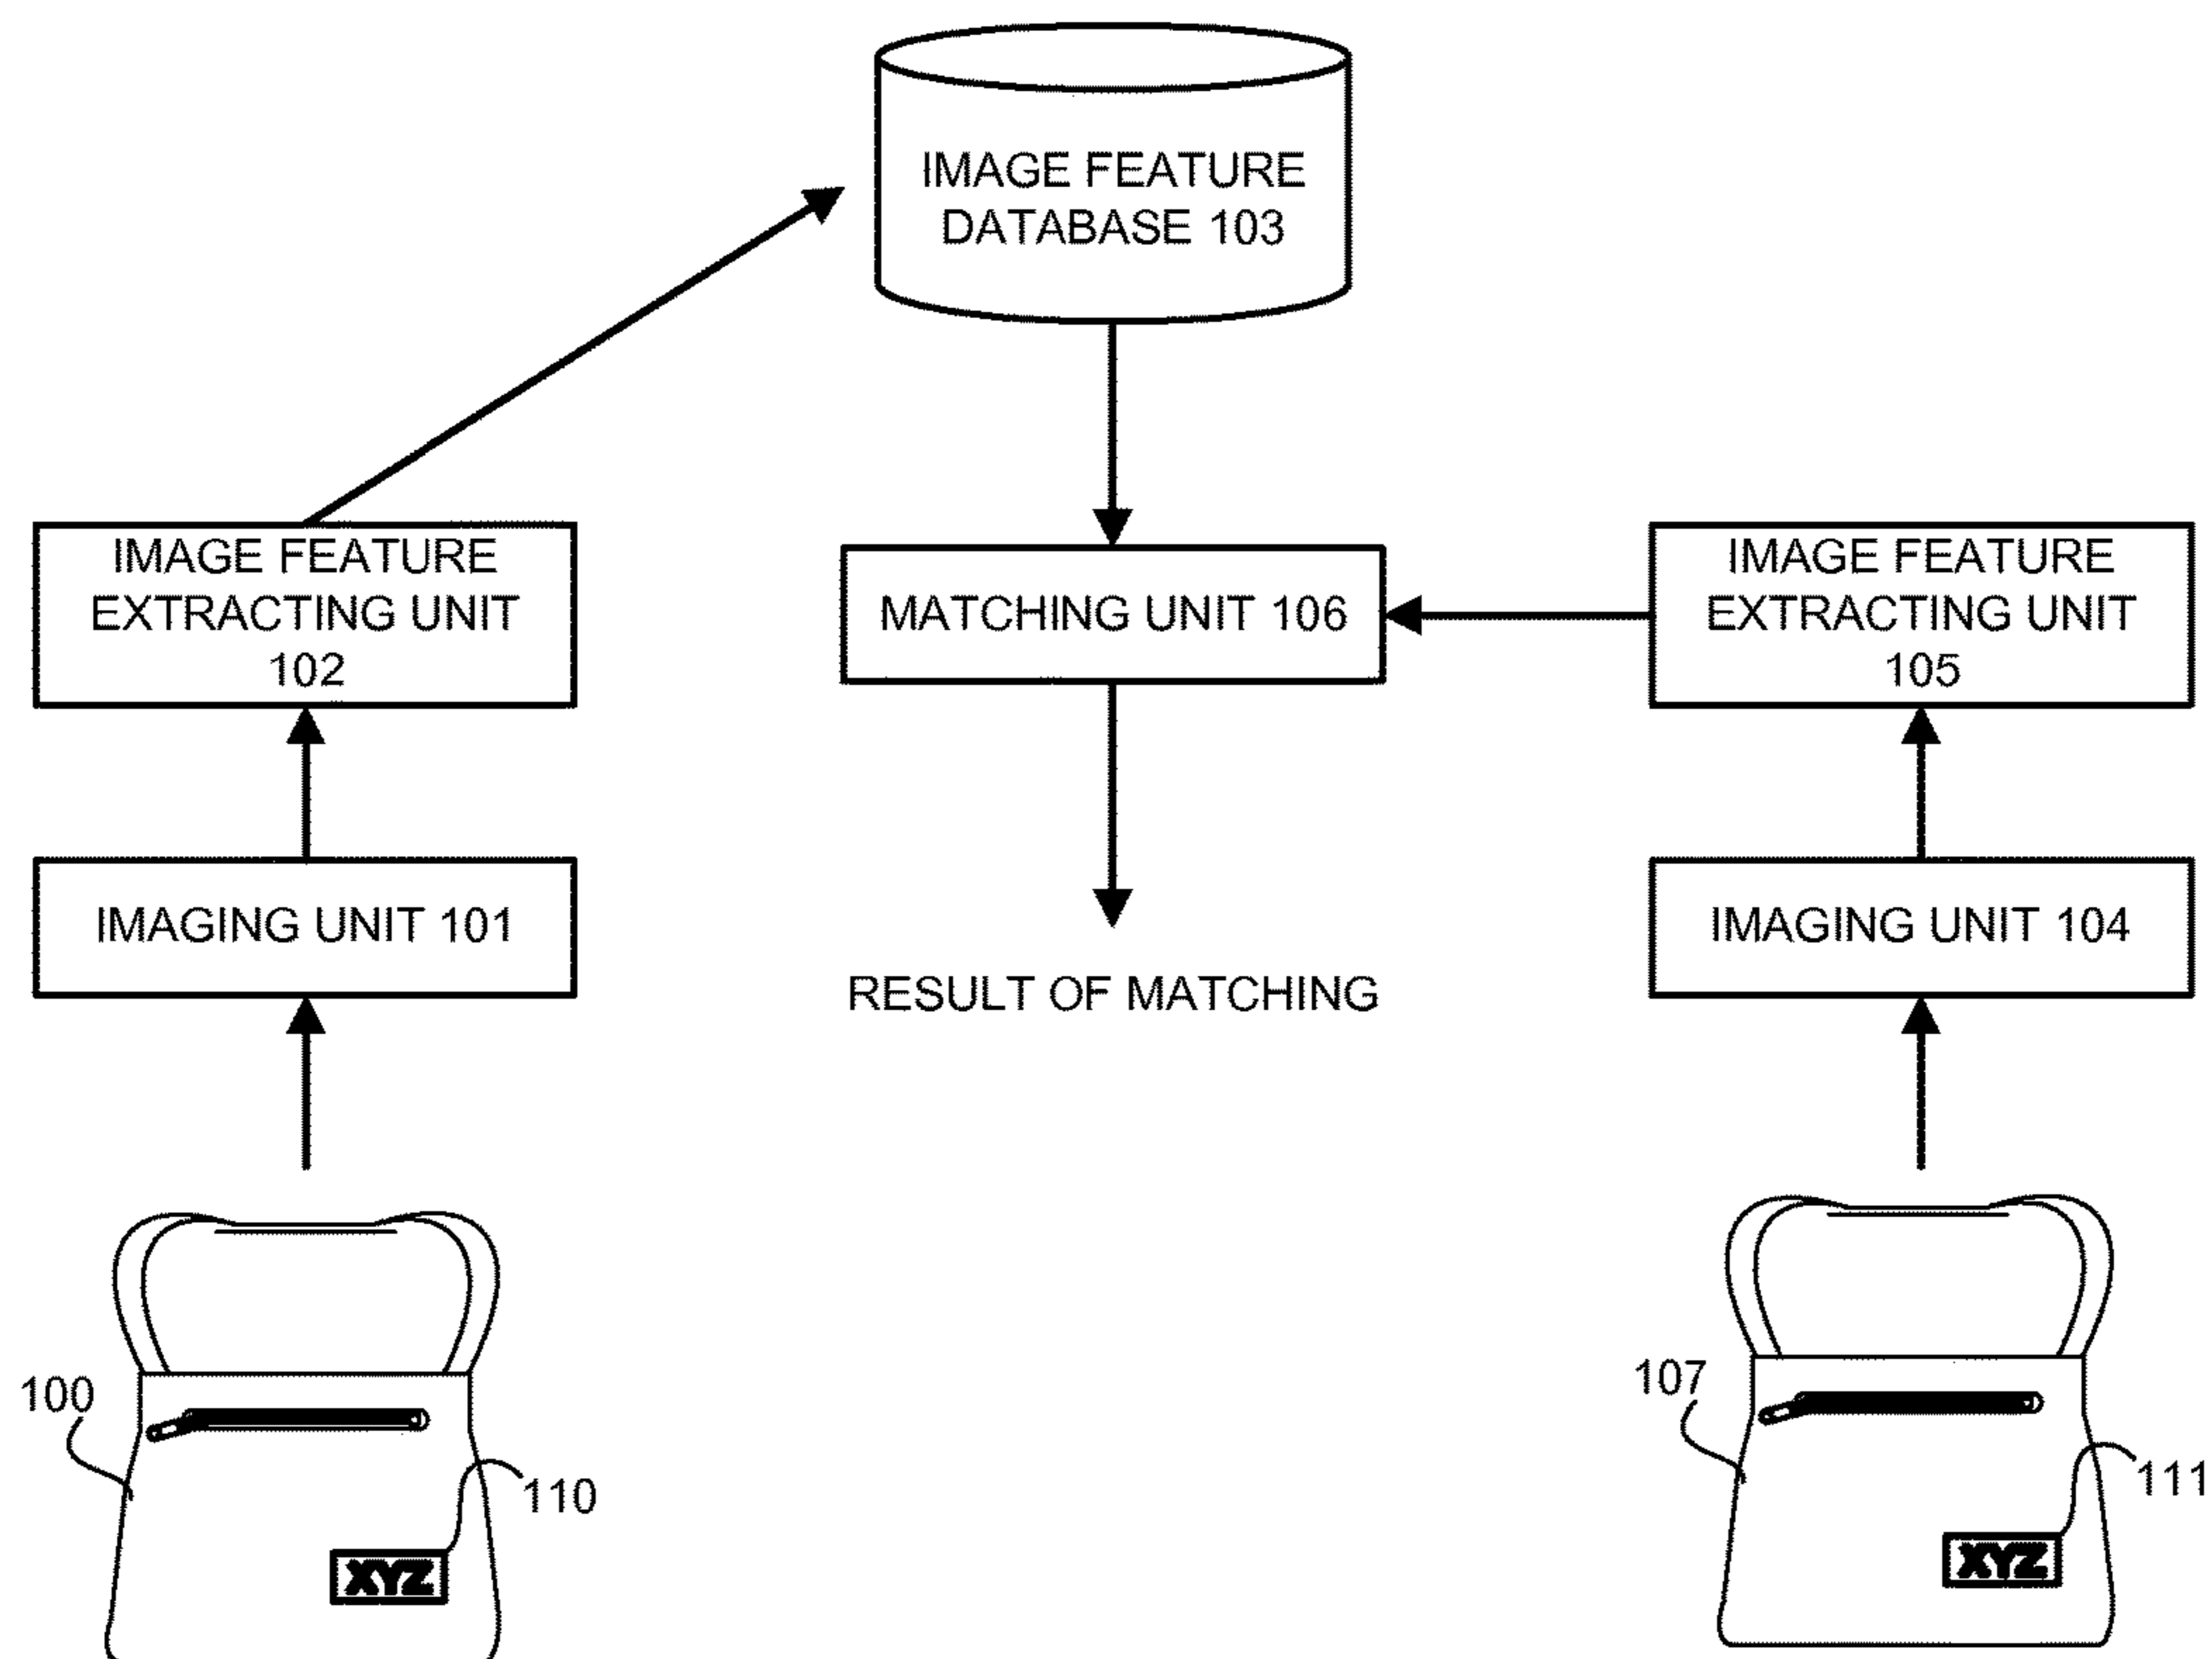 IMAGE FEATURE
DATABASE 103
IMAGE FEATURE
EXTRACTING UNIT
102
MATCHING UNIT 106
IMAGE FEATURE
EXTRACTING UNIT
105
IMAGING UNIT 101
RESULT OF MATCHING
IMAGING UNIT 104
100
110
XYZ
107
111
XYZ